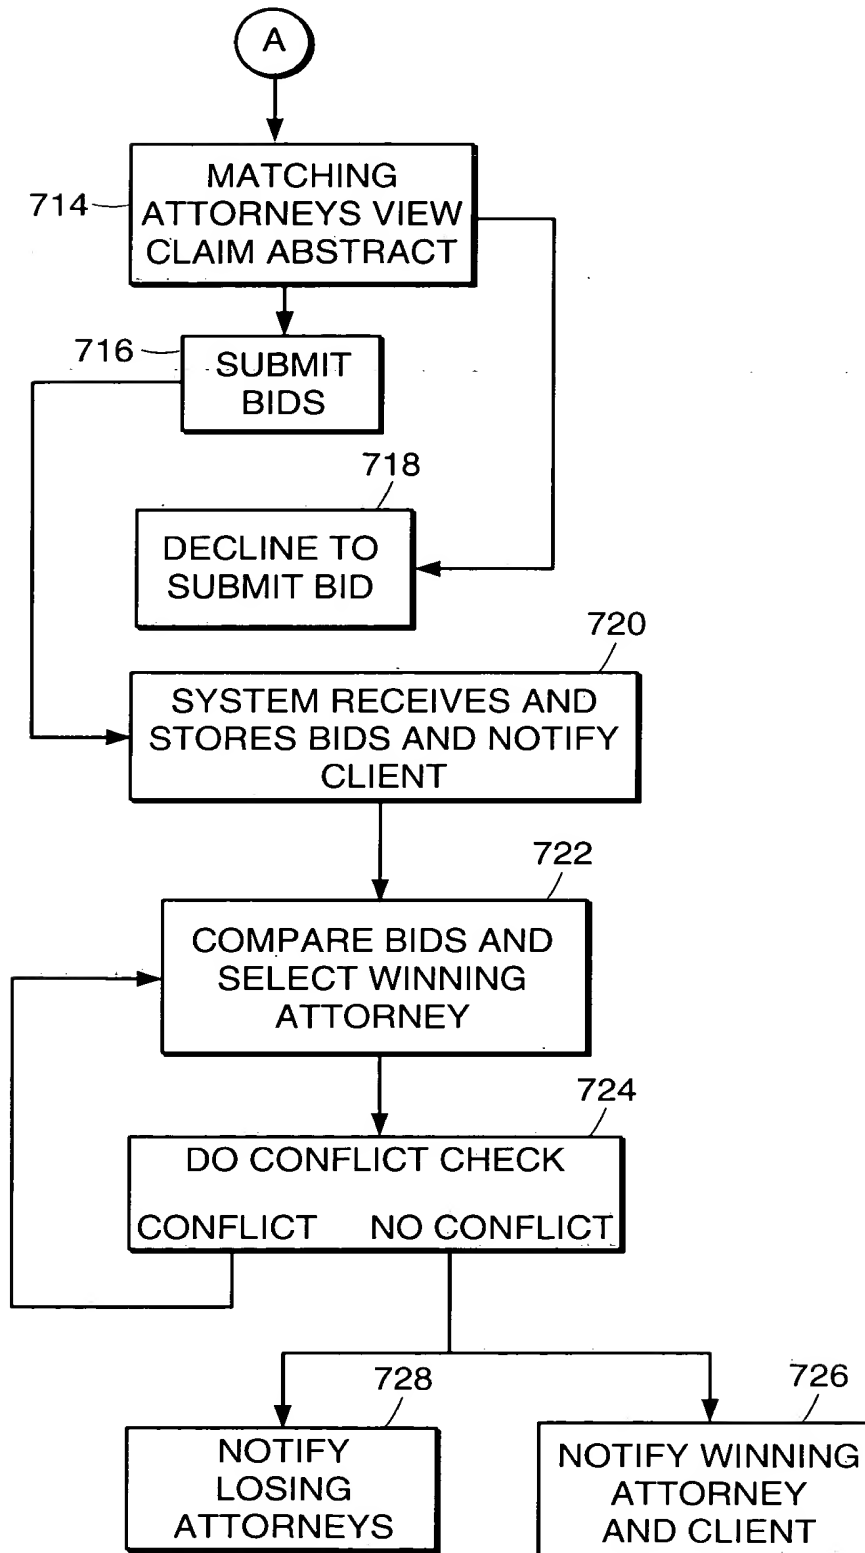 A
714
MATCHING
ATTORNEYS VIEW
CLAIM ABSTRACT
716
SUBMIT
BIDS
718
DECLINE TO
SUBMIT BID
720
SYSTEM RECEIVES AND
STORES BIDS AND NOTIFY
CLIENT
722
COMPARE BIDS AND
SELECT WINNING
ATTORNEY
724
DO CONFLICT CHECK
CONFLICT NO CONFLICT
728
NOTIFY
LOSING
ATTORNEYS
726
NOTIFY WINNING
ATTORNEY
AND CLIENT